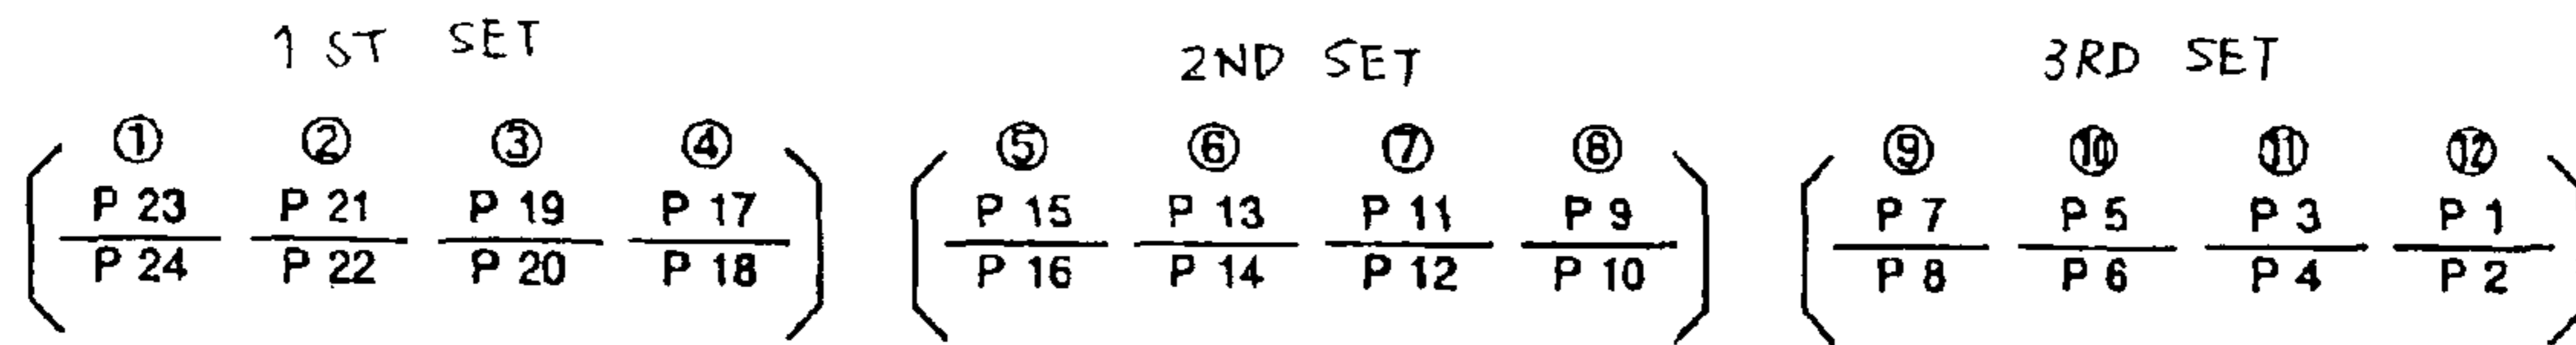 1ST SET 2ND SET 3RD SET
① ② ③ ④ ⑤ ⑥ ⑦ ⑧ ⑨ ⑩ ⑪ ⑫
P 23 P 21 P 19 P 17 P 15 P 13 P 11 P 9 P 7 P 5 P 3 P 1
P 24 P 22 P 20 P 18 P 16 P 14 P 12 P 10 P 8 P 6 P 4 P 2